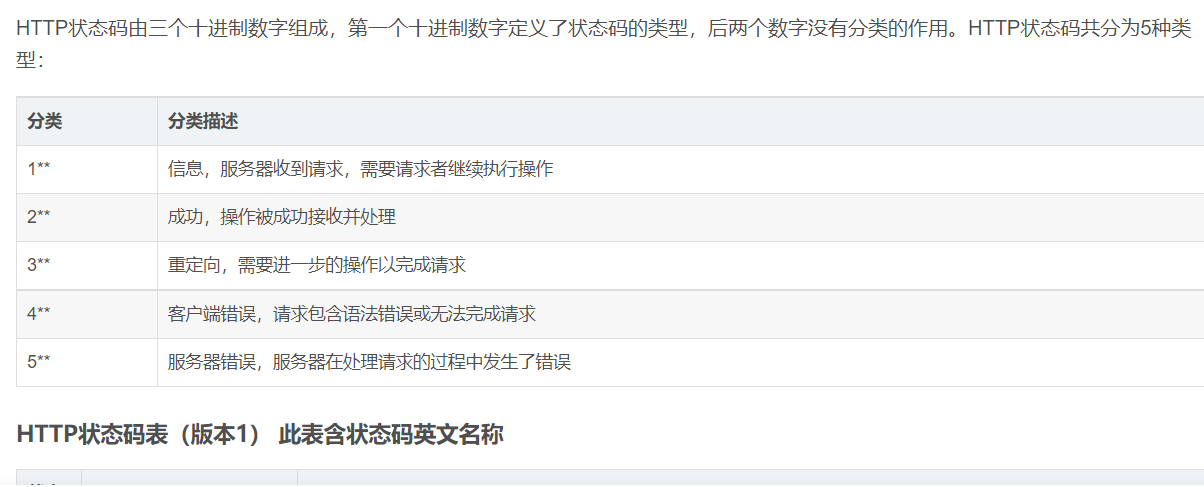 HTTP状态码由三个十进制数字组成，第一个十进制数字定义了状态码的类型，后两个数字没有分类的作用。HTTP状态码共分为5种类
型：
分类 分类描述
1** 信息，服务器收到请求，需要请求者继续执行操作
2** 成功，操作被成功接收并处理
3** 重定向，需要进一步的操作以完成请求
4** 客户端错误，请求包含语法错误或无法完成请求
5** 服务器错误，服务器在处理请求的过程中发生了错误
HTTP状态码表（版本1） 此表含状态码英文名称